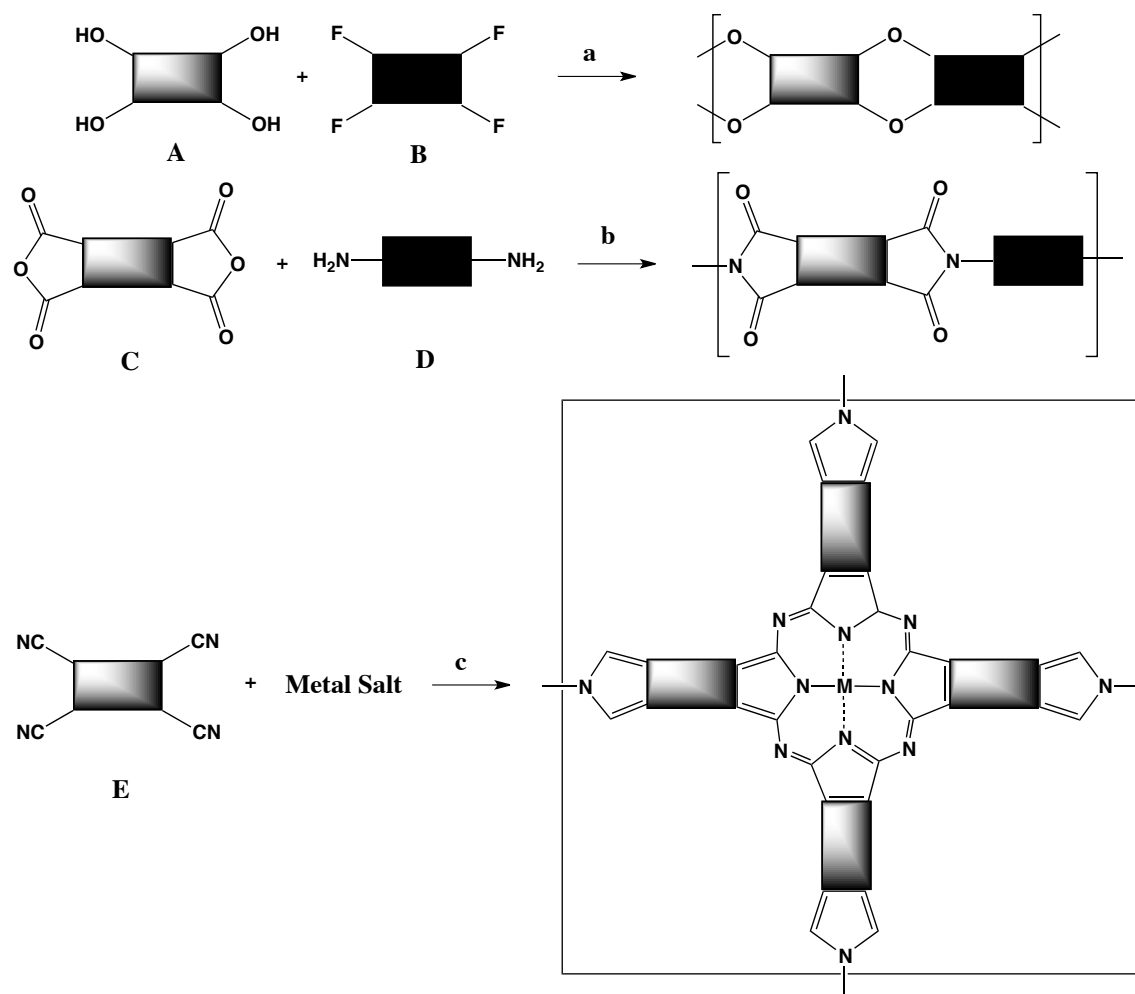 HO OH F F a O O
+
HO OH F F O O
A B
O O O O
O O + H2N NH2 b N N
O O O O
C D
N
NC CN N N N
+ Metal Salt c N N M N N
NC CN N N N
E
N